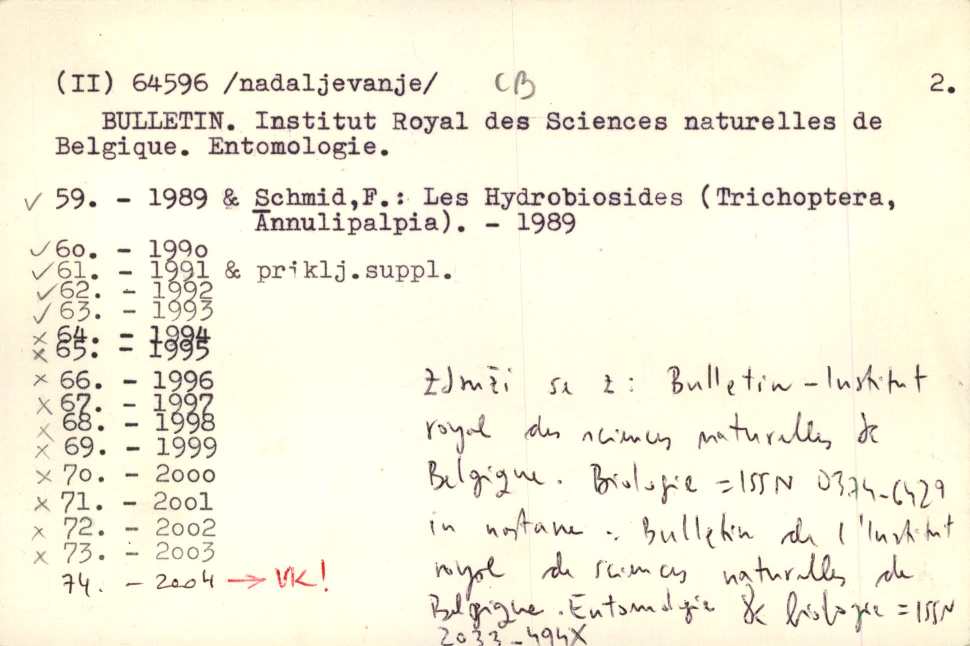 (II) 64596 /nadaljevanje/ CB 2.
BULLETIN. Institut Royal des Sciences naturelles de
Belgique. Entomologie.
✓ 59. - 1989 & Schmid,F.: Les Hydrobiosides (Trichoptera,
Annulipalpia). - 1989
✓ 60. - 1990
✓ 61. - 1991 & priklj.suppl.
✓ 62. - 1992
✓ 63. - 1993
× 64. - 1994
× 65. - 1995
× 66. - 1996
× 67. - 1997
× 68. - 1998
× 69. - 1999
× 70. - 2000
× 71. - 2001
× 72. - 2002
× 73. - 2003
74. - 2004 → VK!
Združi se z: Bulletin - Institut
royal des sciences naturelles de
Belgique. Biologie = ISSN 0374-6429
in nastane : Bulletin de l'Institut
royal de sciences naturelles de
Belgique. Entomologie & biologie = ISSN
2033-494X